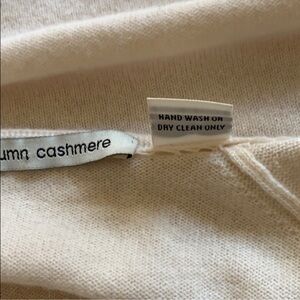 umn cashmere
HAND WASH OR
DRY CLEAN ONLY